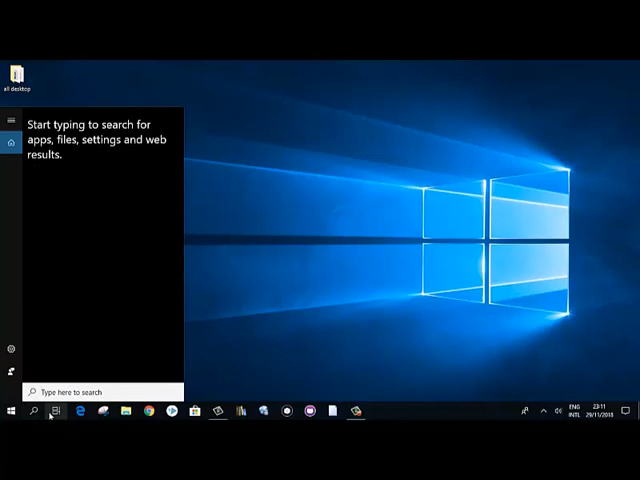 all desktop
Start typing to search for
apps, files, settings and web
results.
Type here to search
ENG
INTL
23:11
29/11/2018